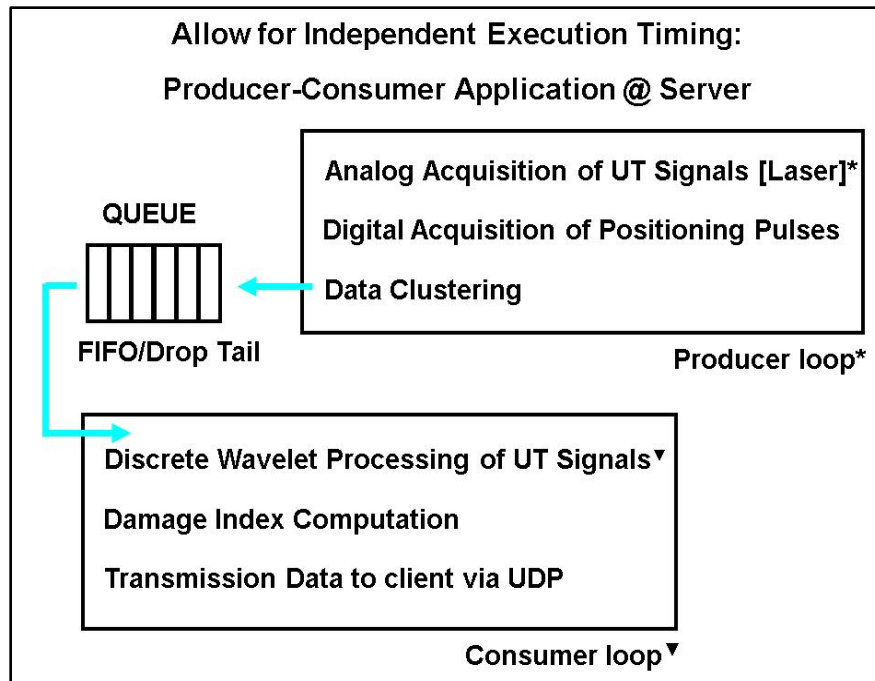 Allow for Independent Execution Timing:
Producer-Consumer Application @ Server
Analog Acquisition of UT Signals [Laser]*
QUEUE
Digital Acquisition of Positioning Pulses
Data Clustering
FIFO/Drop Tail
Producer loop*
Discrete Wavelet Processing of UT Signals▼
Damage Index Computation
Transmission Data to client via UDP
Consumer loop▼